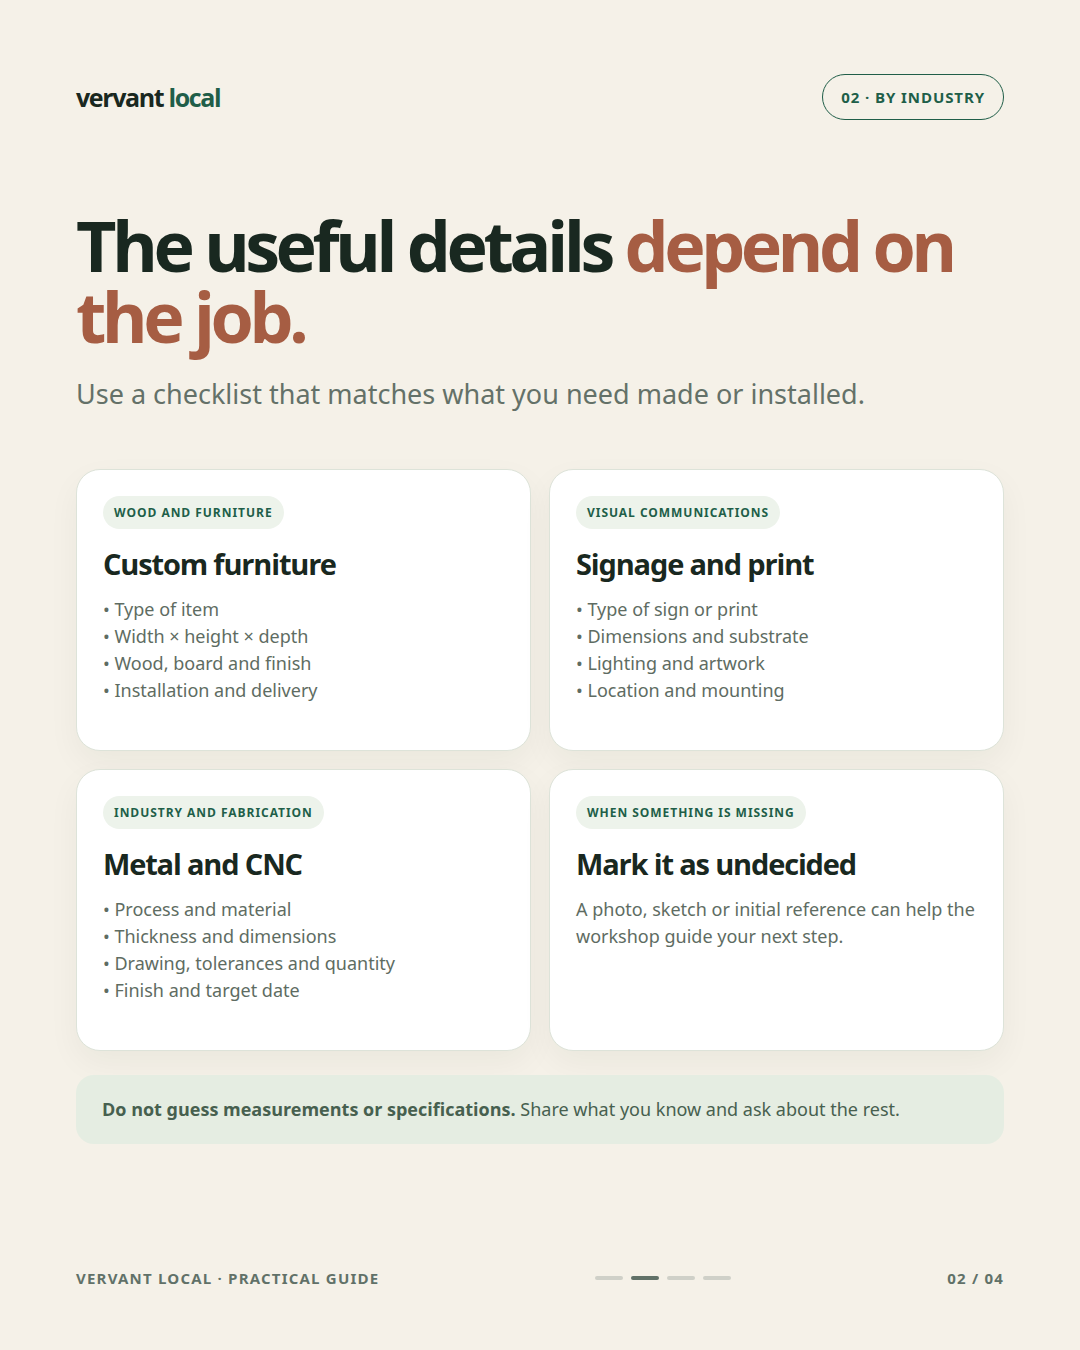 vervant local
02 · BY INDUSTRY
The useful details depend on
the job.
Use a checklist that matches what you need made or installed.
WOOD AND FURNITURE
Custom furniture
• Type of item
• Width × height × depth
• Wood, board and finish
• Installation and delivery
VISUAL COMMUNICATIONS
Signage and print
• Type of sign or print
• Dimensions and substrate
• Lighting and artwork
• Location and mounting
INDUSTRY AND FABRICATION
Metal and CNC
• Process and material
• Thickness and dimensions
• Drawing, tolerances and quantity
• Finish and target date
WHEN SOMETHING IS MISSING
Mark it as undecided
A photo, sketch or initial reference can help the
workshop guide your next step.
Do not guess measurements or specifications. Share what you know and ask about the rest.
VERVANT LOCAL · PRACTICAL GUIDE
02 / 04